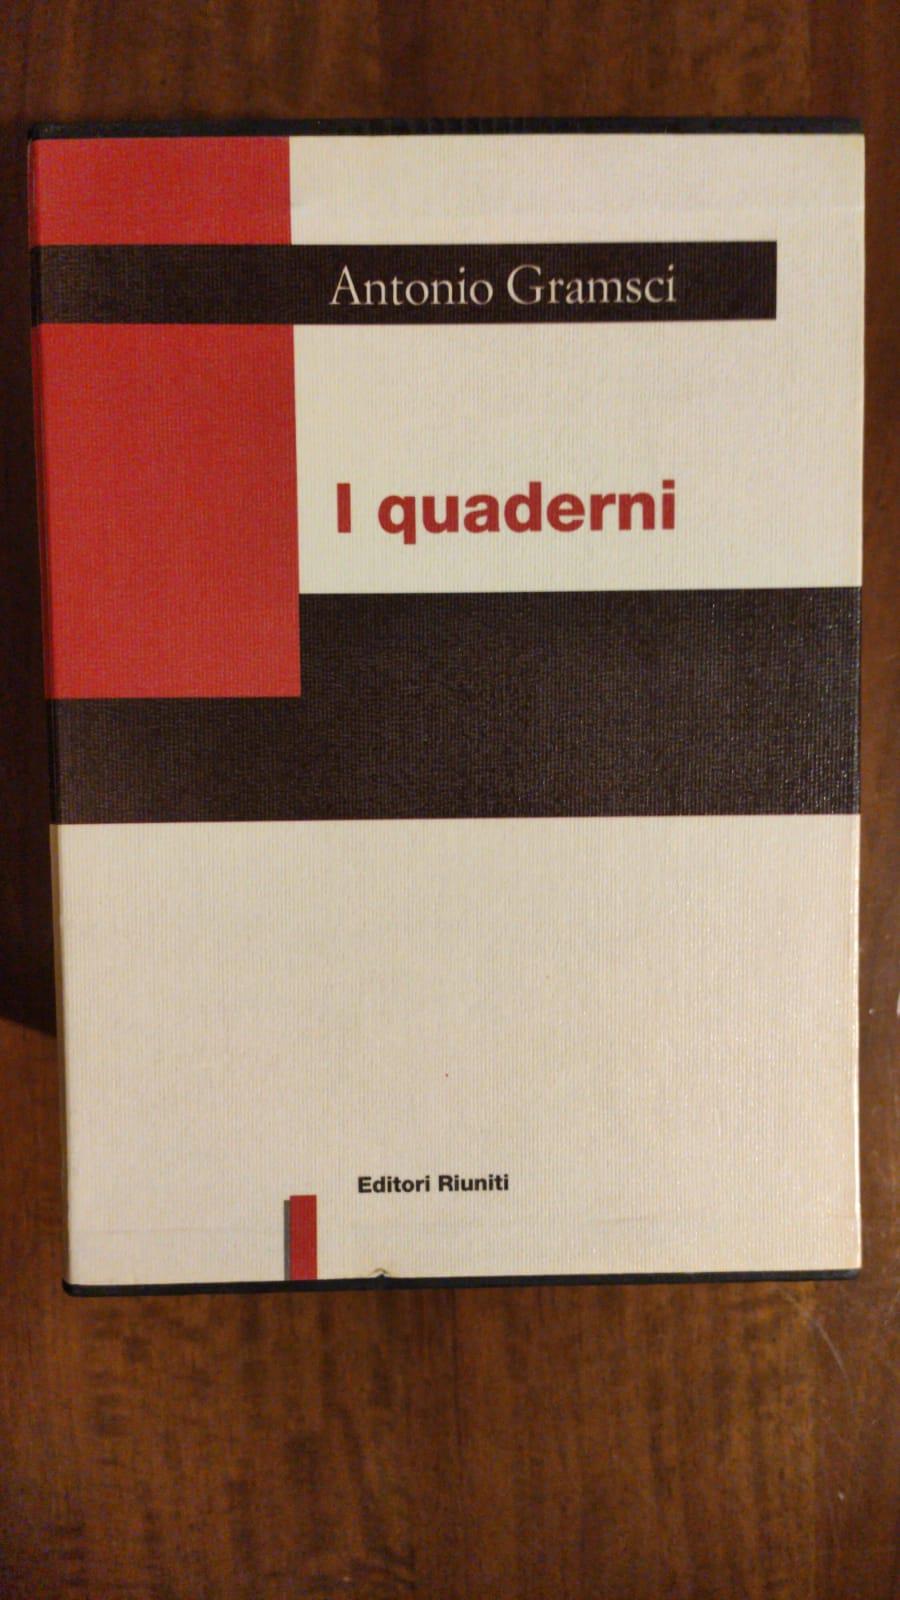 Antonio Gramsci
I quaderni
Editori Riuniti